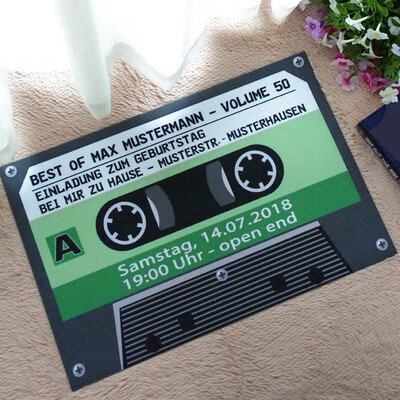 BEST OF MAX MUSTERMANN - VOLUME 50
EINLADUNG ZUM GEBURTSTAG
BEI MIR ZU HAUSE - MUSTERSTR.-MUSTERHAUSEN
A
Samstag, 14.07.2018
19:00 Uhr - open end